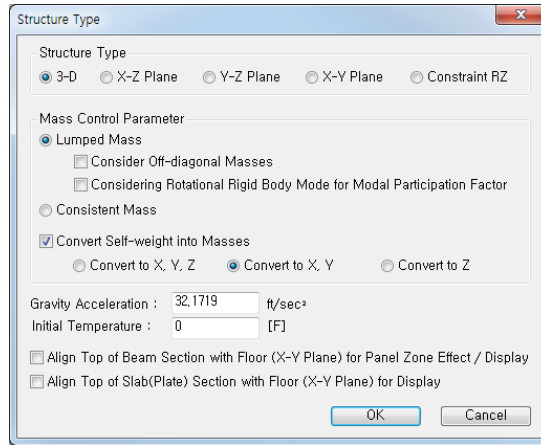 Structure Type
Structure Type
3-D X-Z Plane Y-Z Plane X-Y Plane Constraint RZ
Mass Control Parameter
Lumped Mass
Consider Off-diagonal Masses
Considering Rotational Rigid Body Mode for Modal Participation Factor
Consistent Mass
Convert Self-weight into Masses
Convert to X, Y, Z Convert to X, Y Convert to Z
Gravity Acceleration : 32,1719 ft/sec²
Initial Temperature : 0 [F]
Align Top of Beam Section with Floor (X-Y Plane) for Panel Zone Effect / Display
Align Top of Slab(Plate) Section with Floor (X-Y Plane) for Display
OK Cancel